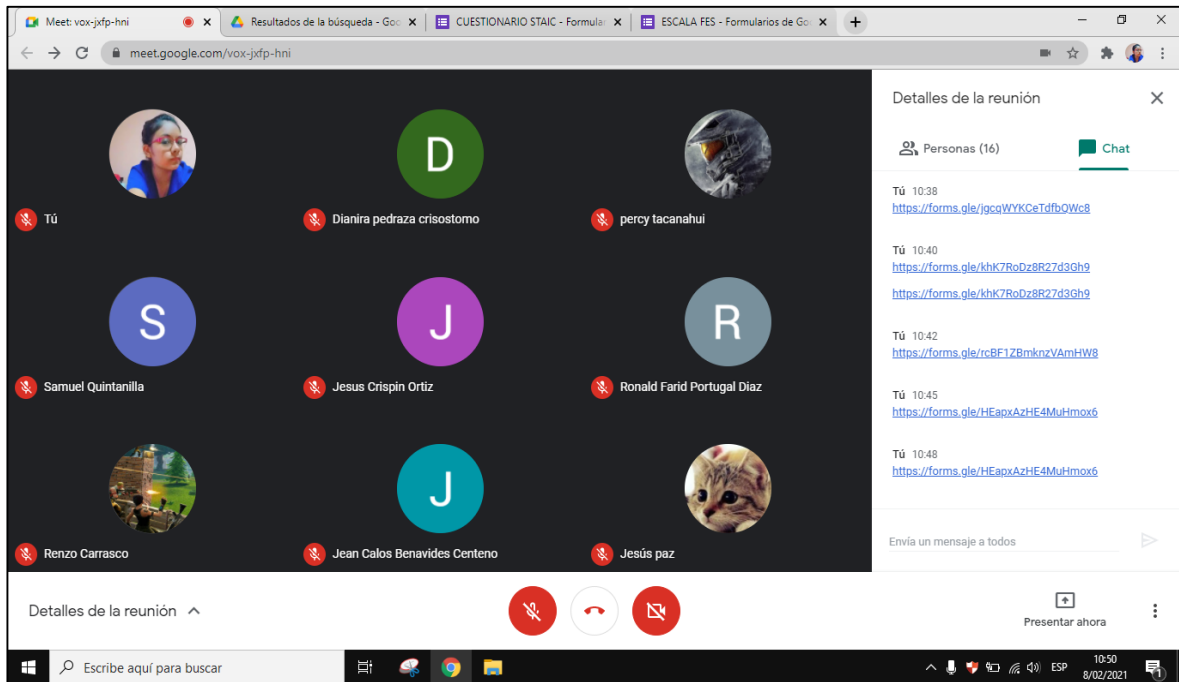 Meet: vox-jxfp-hni
Resultados de la búsqueda - Goo
CUESTIONARIO STAIC - Formular
ESCALA FES - Formularios de Go
meet.google.com/vox-jxfp-hni
Detalles de la reunión
Personas (16)
Chat
Tú 10:38
https://forms.gle/jgcqWYKCeTdfbQWc8
Tú 10:40
https://forms.gle/khK7RoDz8R27d3Gh9
https://forms.gle/khK7RoDz8R27d3Gh9
Tú 10:42
https://forms.gle/rcBF1ZBmknzVAmHW8
Tú 10:45
https://forms.gle/HEapxAzHE4MuHmox6
Tú 10:48
https://forms.gle/HEapxAzHE4MuHmox6
Envía un mensaje a todos
Tú
D
Dianira pedraza crisostomo
percy tacanahui
S
Samuel Quintanilla
J
Jesus Crispin Ortiz
R
Ronald Farid Portugal Diaz
Renzo Carrasco
J
Jean Calos Benavides Centeno
Jesús paz
Detalles de la reunión
Presentar ahora
Escribe aquí para buscar
ESP
10:50
8/02/2021
1